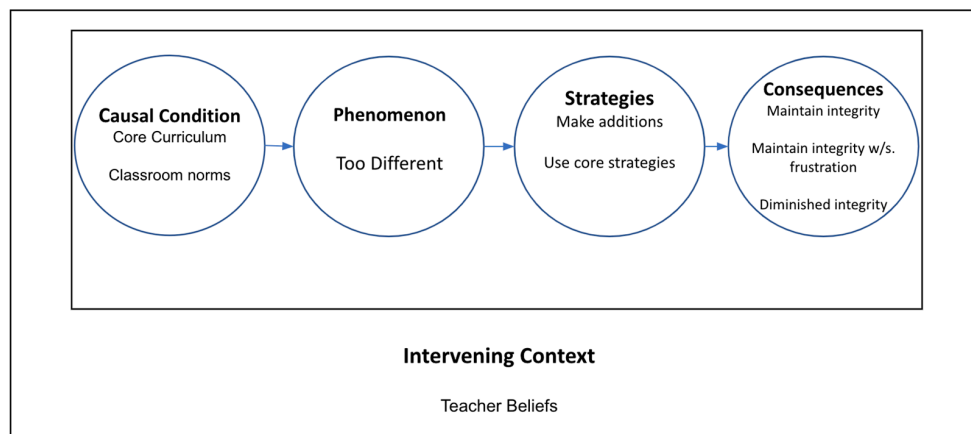 Causal Condition
Core Curriculum
Classroom norms
Phenomenon
Too Different
Strategies
Make additions
Use core strategies
Consequences
Maintain integrity
Maintain integrity w/s.
frustration
Diminished integrity
Intervening Context
Teacher Beliefs